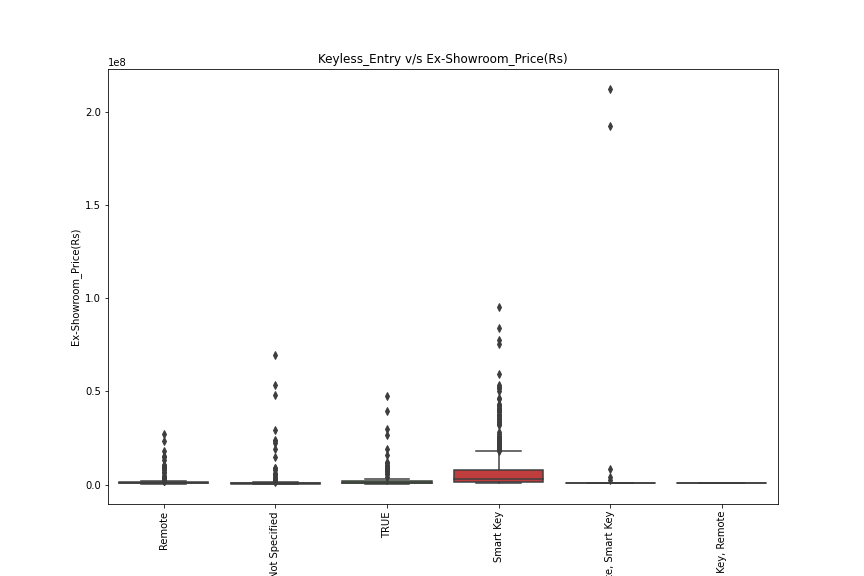 Keyless_Entry v/s Ex-Showroom_Price(Rs)
1e8
2.0
1.5
1.0
0.5
0.0
Ex-Showroom_Price(Rs)
Remote
Not Specified
TRUE
Smart Key
Smart Key
Key, Remote